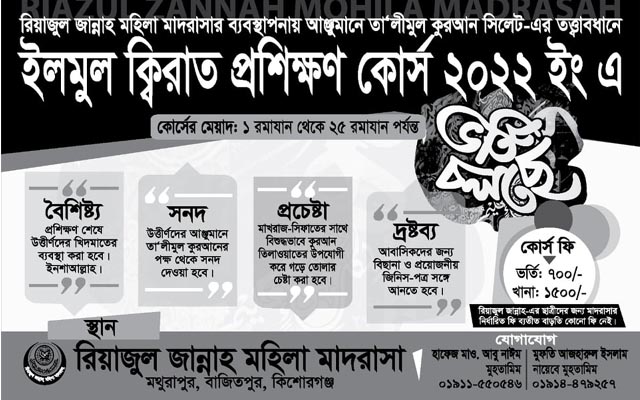 RIAZUL ZANNAH MOHILA MADRASAH
রিয়াজুল জান্নাহ মহিলা মাদরাসার ব্যবস্থাপনায় আঞ্জুমানে তা'লীমুল কুরআন সিলেট-এর তত্ত্বাবধানে
ইলমুল ক্বিরাত প্রশিক্ষণ কোর্স ২০২২ ইং এ
কোর্সের মেয়াদ: ১ রমাযান থেকে ২৫ রমাযান পর্যন্ত
ভর্তি
চলছে
বৈশিষ্ট্য
প্রশিক্ষণ শেষে
উত্তীর্ণদের খিদমাতের
ব্যবস্থা করা হবে।
ইনশাআল্লাহ।
সনদ
উত্তীর্ণদের আঞ্জুমানে
তা'লীমুল কুরআনের
পক্ষ থেকে সনদ
দেওয়া হবে।
প্রচেষ্টা
মাখরাজ-সিফাতের সাথে
বিশুদ্ধভাবে কুরআন
তিলাওয়াতের উপযোগী
করে গড়ে তোলার
চেষ্টা করা হবে।
দ্রষ্টব্য
আবাসিকদের জন্য
বিছানা ও প্রয়োজনীয়
জিনিস-পত্র সঙ্গে
আনতে হবে।
কোর্স ফি
ভর্তি: ৭০০/-
খানা: ১৫০০/-
রিয়াজুল জান্নাহ-এর ছাত্রীদের জন্য মাদরাসার
নির্ধারিত ফি ব্যতীত বাড়তি কোনো ফি নেই।
স্থান
রিয়াজুল জান্নাহ মহিলা মাদরাসা
মথুরাপুর, বাজিতপুর, কিশোরগঞ্জ
যোগাযোগ
হাফেজ মাও. আবু নাঈম
মুহতামিম
০১৯১১-৫৫০৫৪৬
মুফতি আজহারুল ইসলাম
নায়েবে মুহতামিম
০১৯১৪-৪৭৯২৫৭